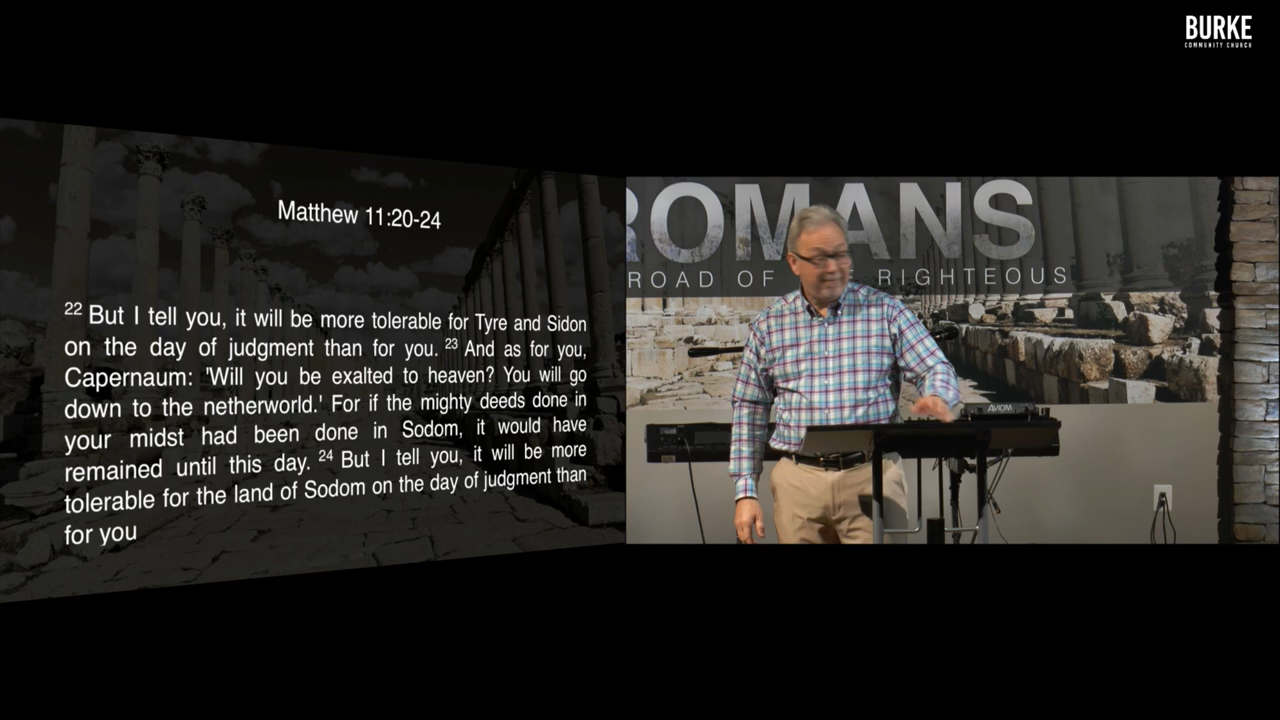 BURKE
COMMUNITY CHURCH
Matthew 11:20-24
22 But I tell you, it will be more tolerable for Tyre and Sidon
on the day of judgment than for you. 23 And as for you,
Capernaum: 'Will you be exalted to heaven? You will go
down to the netherworld.' For if the mighty deeds done in
your midst had been done in Sodom, it would have
remained until this day. 24 But I tell you, it will be more
tolerable for the land of Sodom on the day of judgment than
for you
ROMANS
ROAD OF E RIGHTEOUS
AVIOM